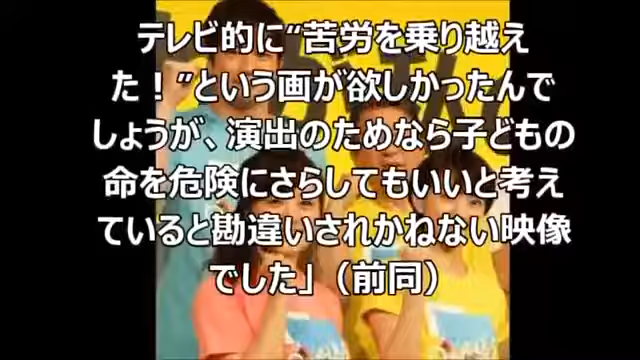 テレビ的に“苦労を乗り越え
た！”という画が欲しかったんで
しょうが、演出のためなら子どもの
命を危険にさらしてもいいと考え
ていると勘違いされかねない映像
でした」（前同）